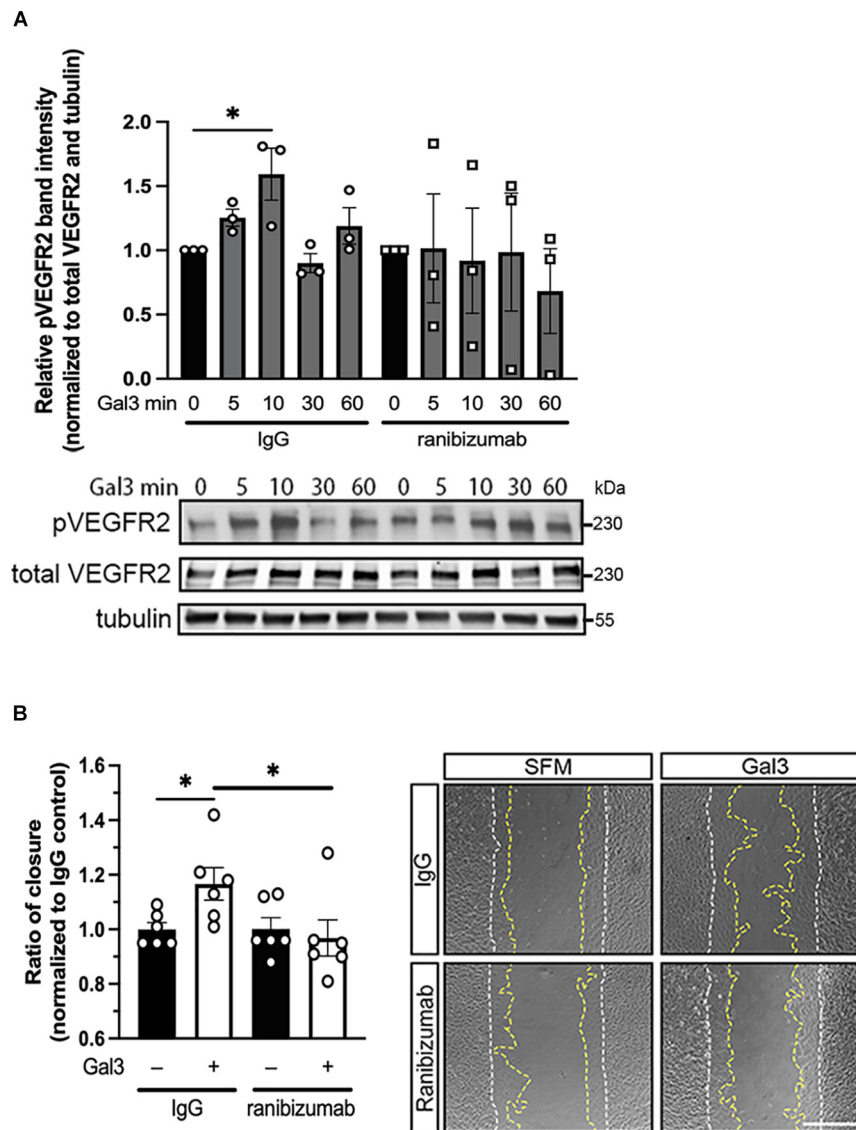 A
Relative pVEGFR2 band intensity
(normalized to total VEGFR2 and tubulin)
2.0
1.5
1.0
0.5
0.0
*
Gal3 min 0 5 10 30 60 0 5 10 30 60
IgG ranibizumab
Gal3 min 0 5 10 30 60 0 5 10 30 60 kDa
pVEGFR2 230
total VEGFR2 230
tubulin 55
B
Ratio of closure
(normalized to IgG control)
1.6
1.4
1.2
1.0
0.8
0.6
* *
Gal3 – + – +
IgG ranibizumab
SFM Gal3
IgG
Ranibizumab